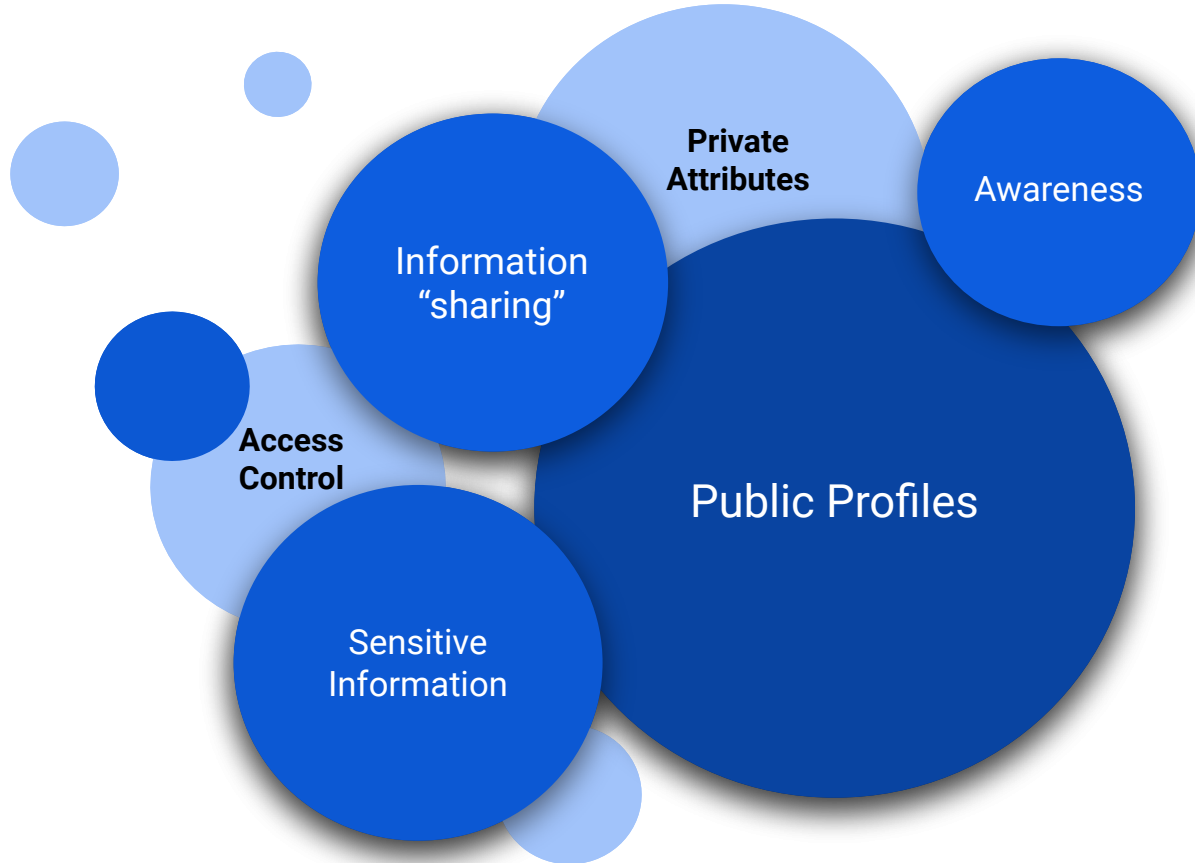 Private
Attributes
Awareness
Information
“sharing”
Access
Control
Public Profiles
Sensitive
Information